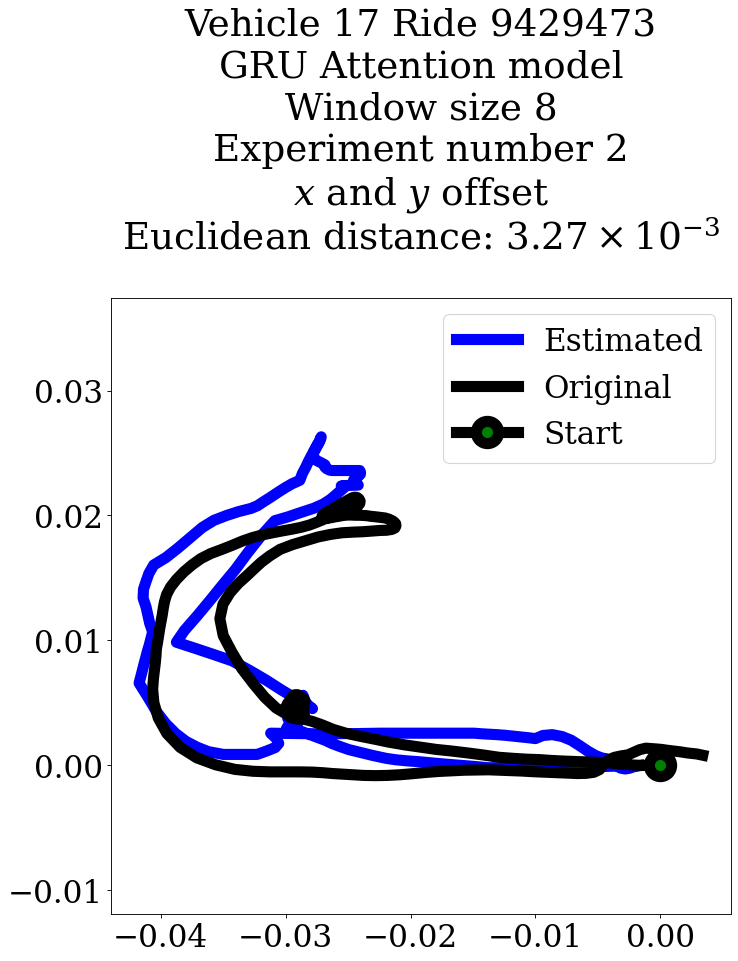 Vehicle 17 Ride 9429473
GRU Attention model
Window size 8
Experiment number 2
x and y offset
Euclidean distance: 3.27 × 10⁻³
Estimated
Original
Start
0.03
0.02
0.01
0.00
−0.01
−0.04 −0.03 −0.02 −0.01 0.00